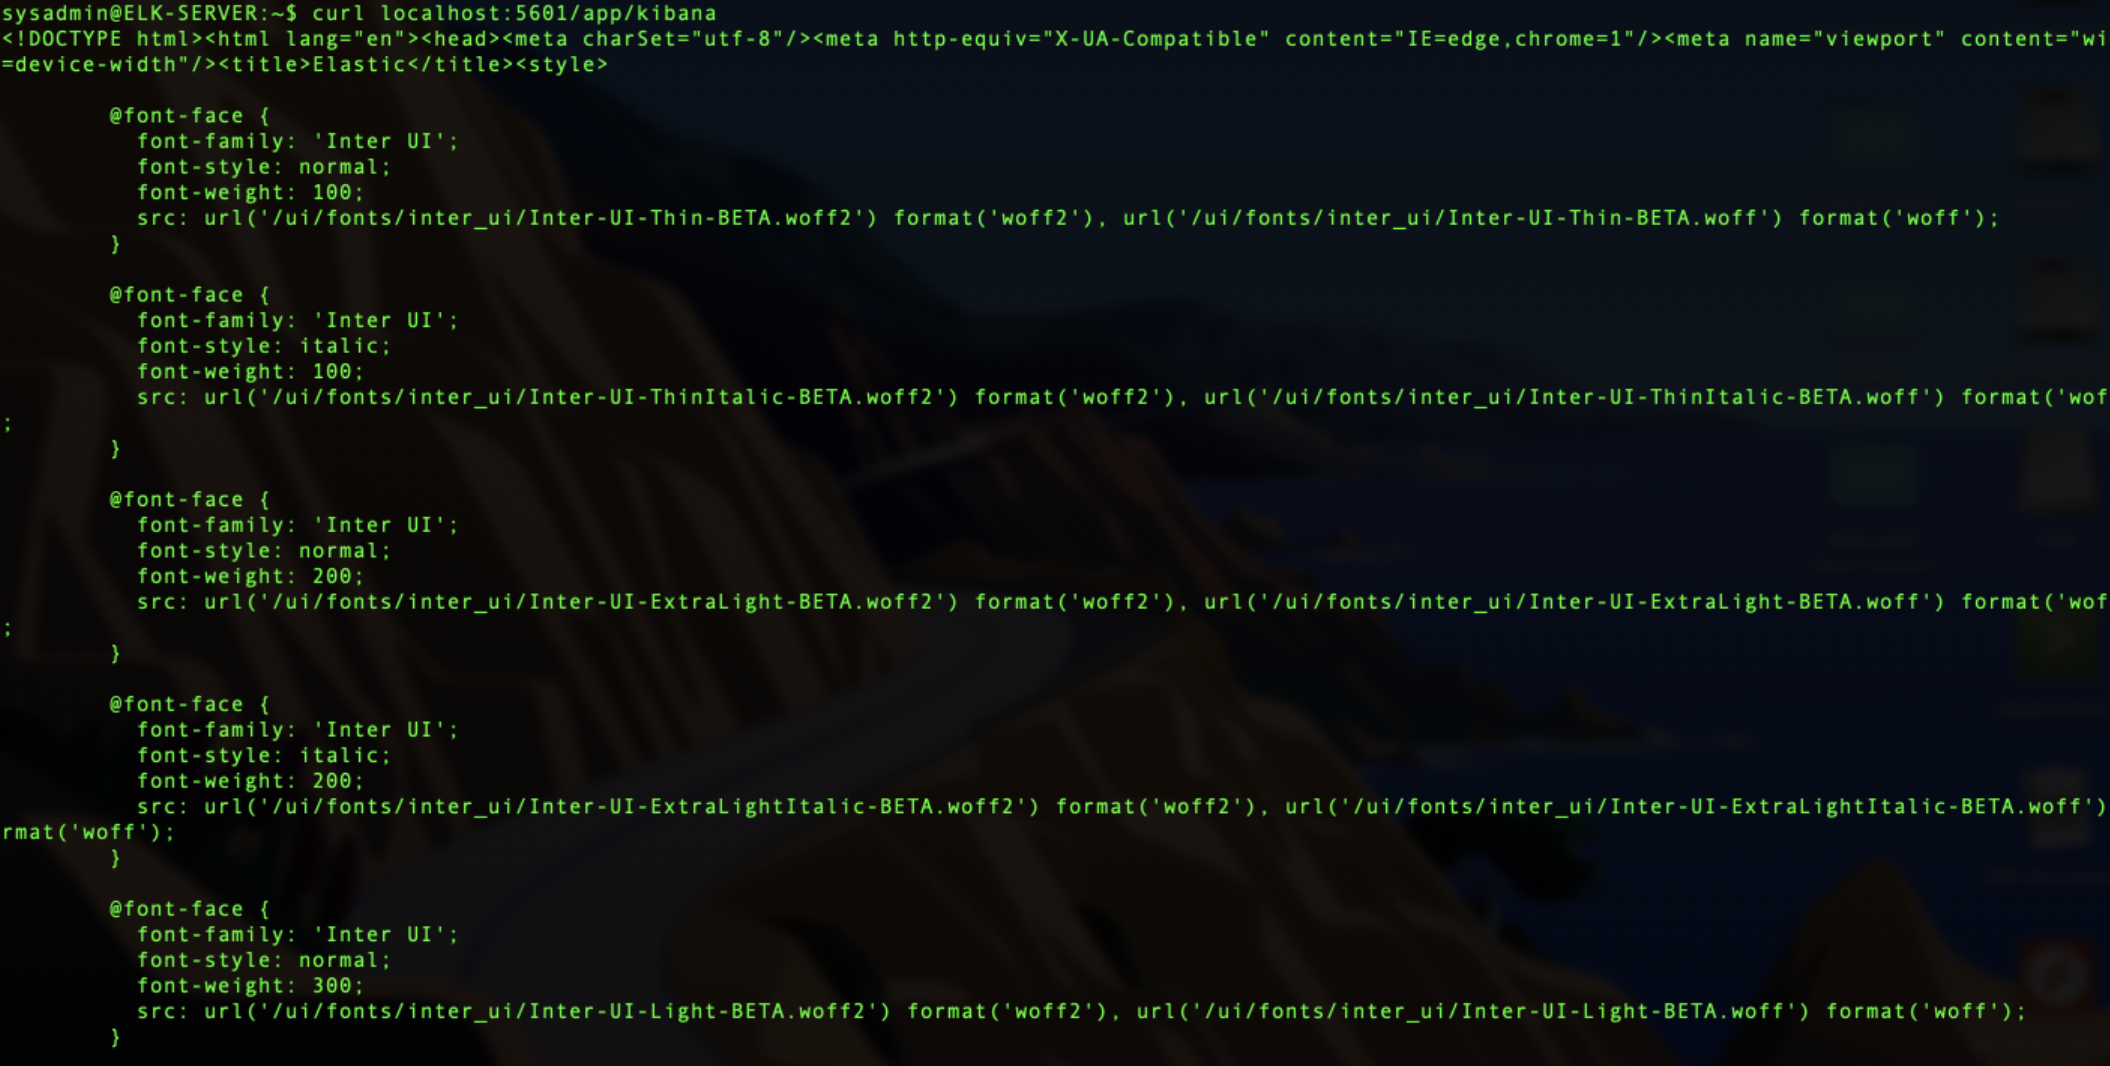 sysadmin@ELK-SERVER:~$ curl localhost:5601/app/kibana
<!DOCTYPE html><html lang="en"><head><meta charSet="utf-8"/><meta http-equiv="X-UA-Compatible" content="IE=edge,chrome=1"/><meta name="viewport" content="wi
=device-width"/><title>Elastic</title><style>
@font-face {
font-family: 'Inter UI';
font-style: normal;
font-weight: 100;
src: url('/ui/fonts/inter_ui/Inter-UI-Thin-BETA.woff2') format('woff2'), url('/ui/fonts/inter_ui/Inter-UI-Thin-BETA.woff') format('woff');
}
@font-face {
font-family: 'Inter UI';
font-style: italic;
font-weight: 100;
src: url('/ui/fonts/inter_ui/Inter-UI-ThinItalic-BETA.woff2') format('woff2'), url('/ui/fonts/inter_ui/Inter-UI-ThinItalic-BETA.woff') format('wof
;
}
@font-face {
font-family: 'Inter UI';
font-style: normal;
font-weight: 200;
src: url('/ui/fonts/inter_ui/Inter-UI-ExtraLight-BETA.woff2') format('woff2'), url('/ui/fonts/inter_ui/Inter-UI-ExtraLight-BETA.woff') format('wof
;
}
@font-face {
font-family: 'Inter UI';
font-style: italic;
font-weight: 200;
src: url('/ui/fonts/inter_ui/Inter-UI-ExtraLightItalic-BETA.woff2') format('woff2'), url('/ui/fonts/inter_ui/Inter-UI-ExtraLightItalic-BETA.woff')
rmat('woff');
}
@font-face {
font-family: 'Inter UI';
font-style: normal;
font-weight: 300;
src: url('/ui/fonts/inter_ui/Inter-UI-Light-BETA.woff2') format('woff2'), url('/ui/fonts/inter_ui/Inter-UI-Light-BETA.woff') format('woff');
}